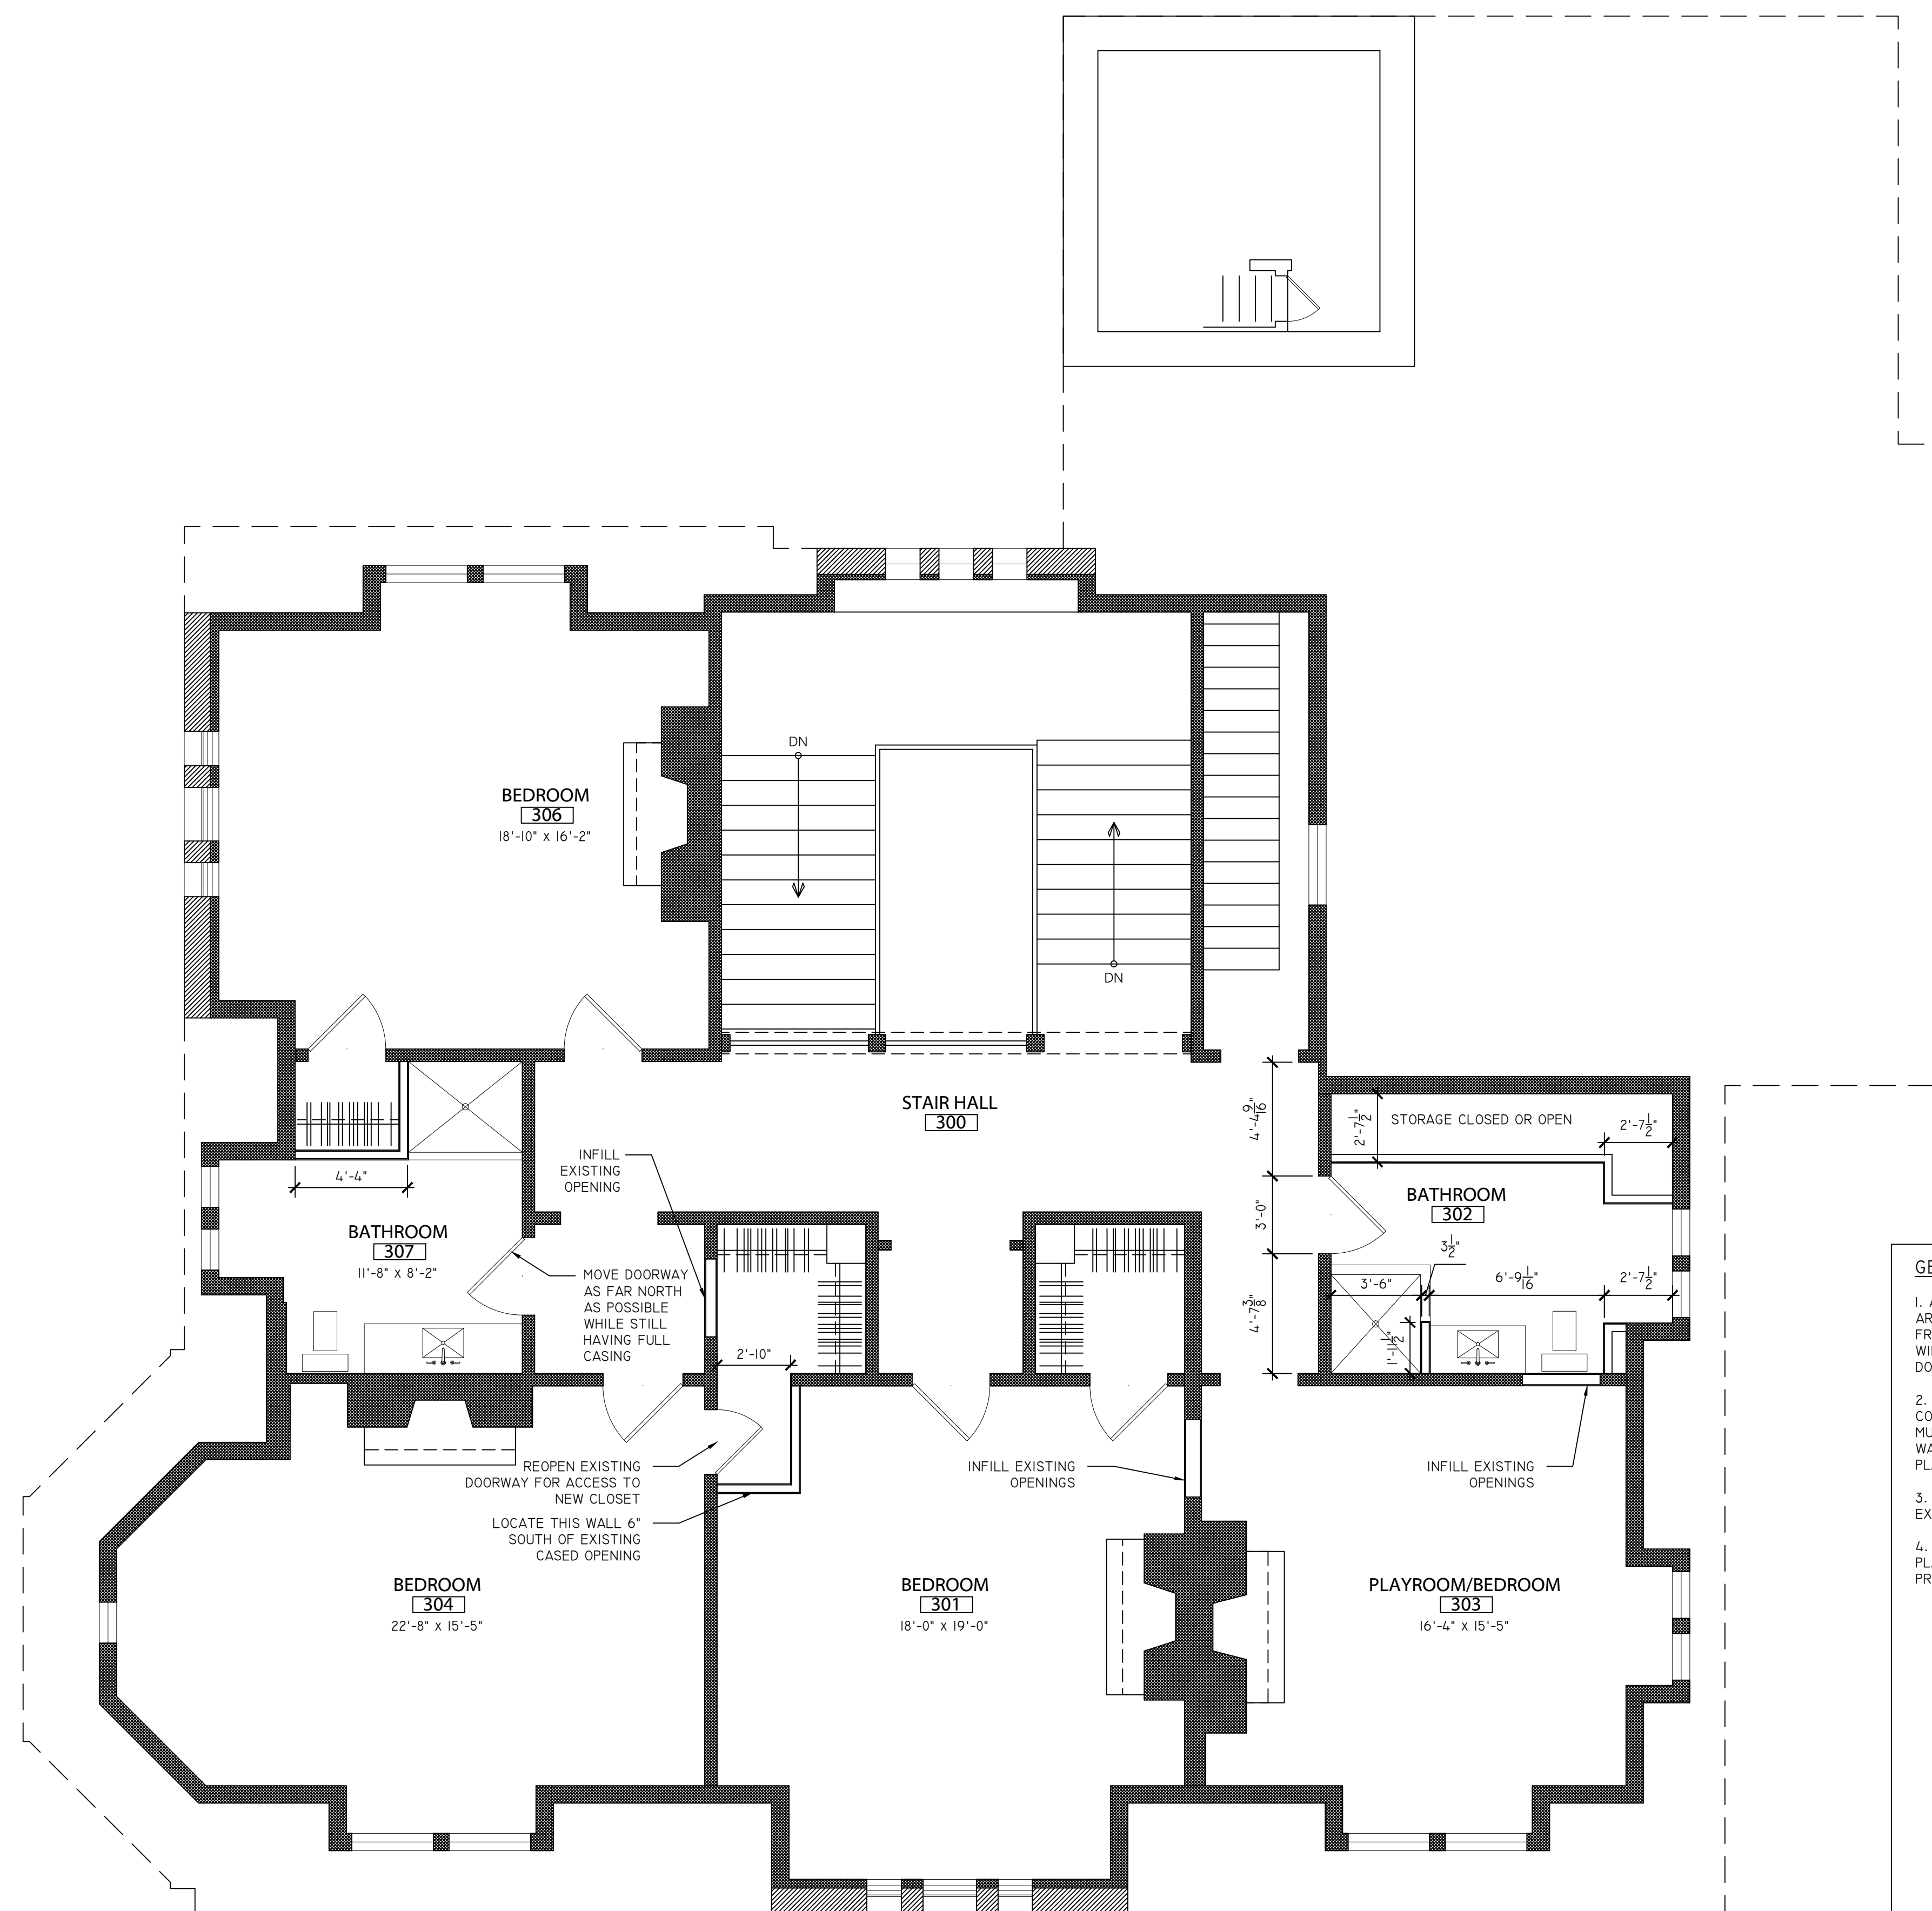 DN
BEDROOM
306
18'-10" X 16'-2"
DN
STAIR HALL
300
4'-4 9/16"
2'-7 1/2"
STORAGE CLOSED OR OPEN
2'-7 1/2"
INFILL
EXISTING
OPENING
4'-4"
BATHROOM
307
11'-8" X 8'-2"
MOVE DOORWAY
AS FAR NORTH
AS POSSIBLE
WHILE STILL
HAVING FULL
CASING
2'-10"
3'-0"
BATHROOM
302
3 1/2"
3'-6"
6'-9 1/16"
2'-7 1/2"
4'-7 3/8"
1'-11 1/2"
REOPEN EXISTING
DOORWAY FOR ACCESS TO
NEW CLOSET
LOCATE THIS WALL 6"
SOUTH OF EXISTING
CASED OPENING
INFILL EXISTING
OPENINGS
INFILL EXISTING
OPENINGS
BEDROOM
304
22'-8" X 15'-5"
BEDROOM
301
18'-0" X 19'-0"
PLAYROOM/BEDROOM
303
16'-4" X 15'-5"
1.
2.
3.
4.